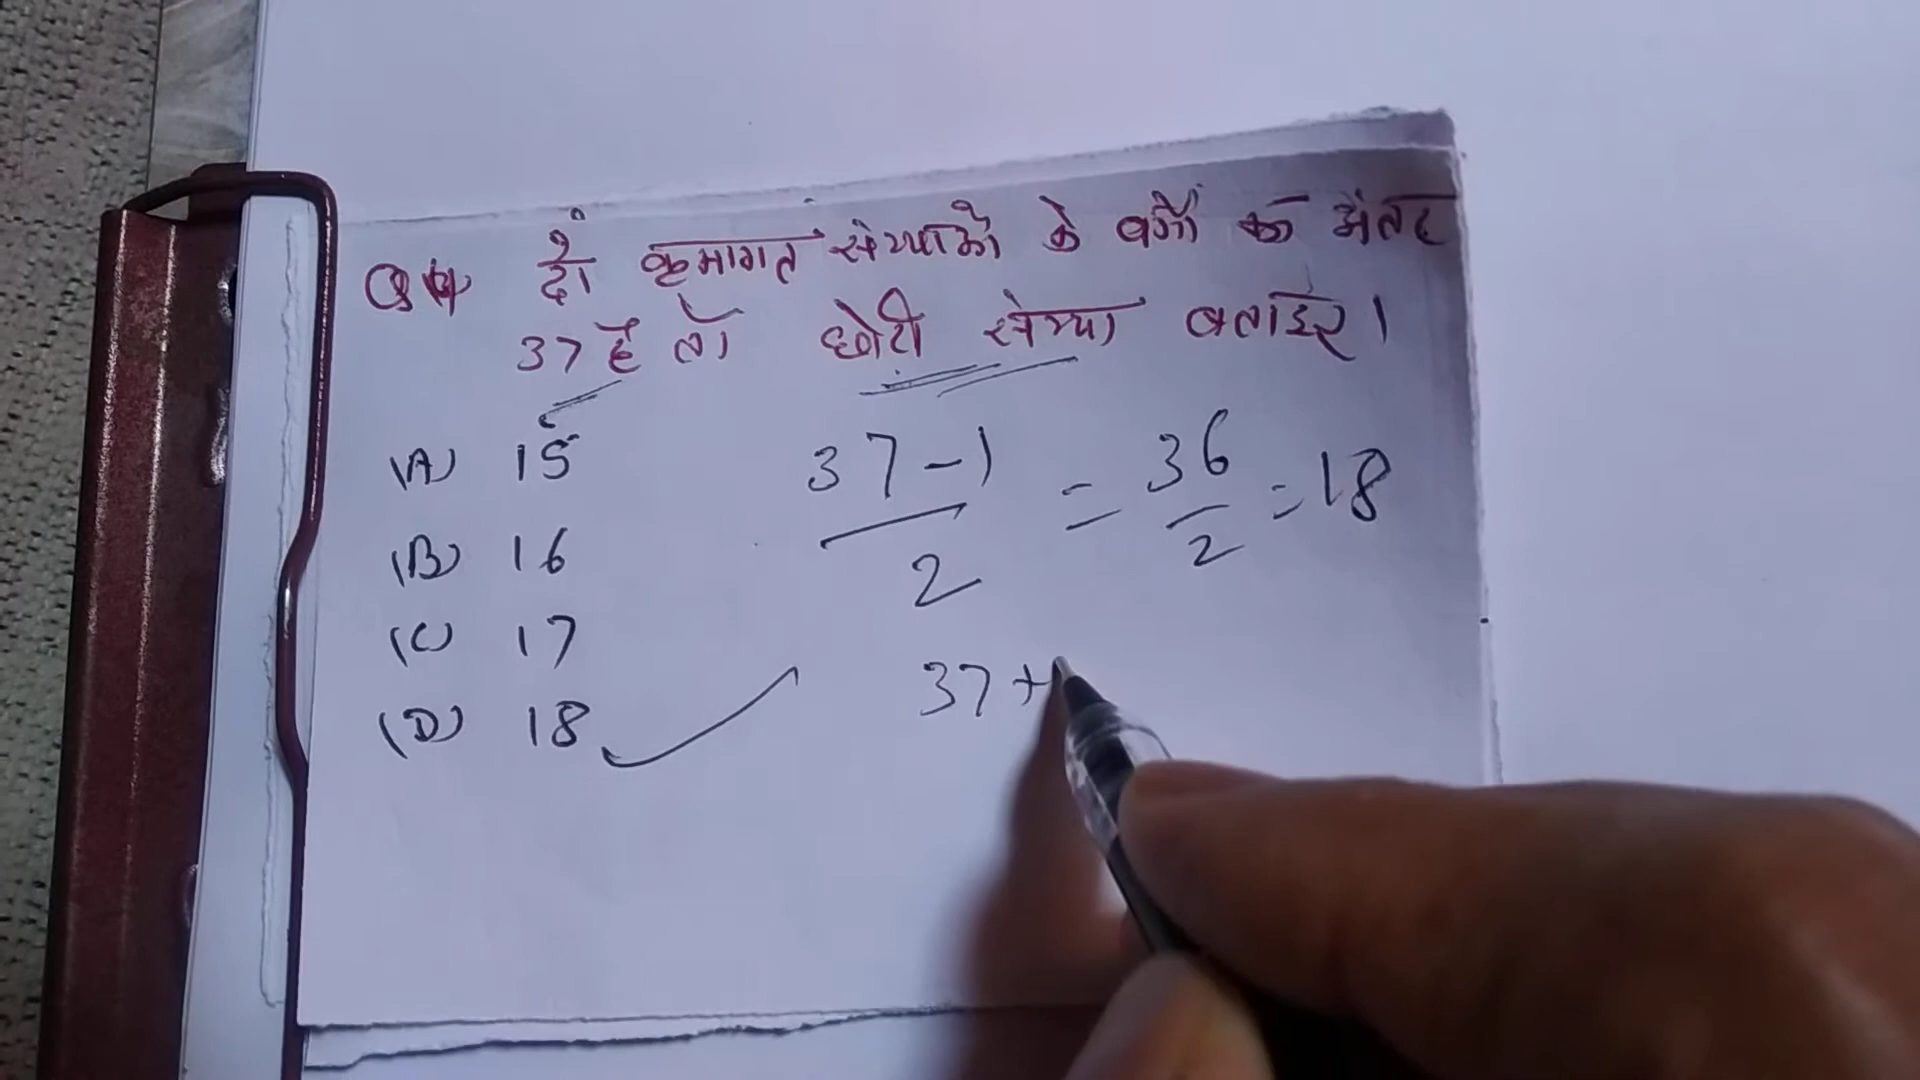 Q दो क्रमागत संख्याओं के वर्गों का अंतर
37 है तो छोटी संख्या बताइए।
(A) 15
(B) 16
(C) 17
(D) 18
37-1/2 = 36/2 = 18
37+